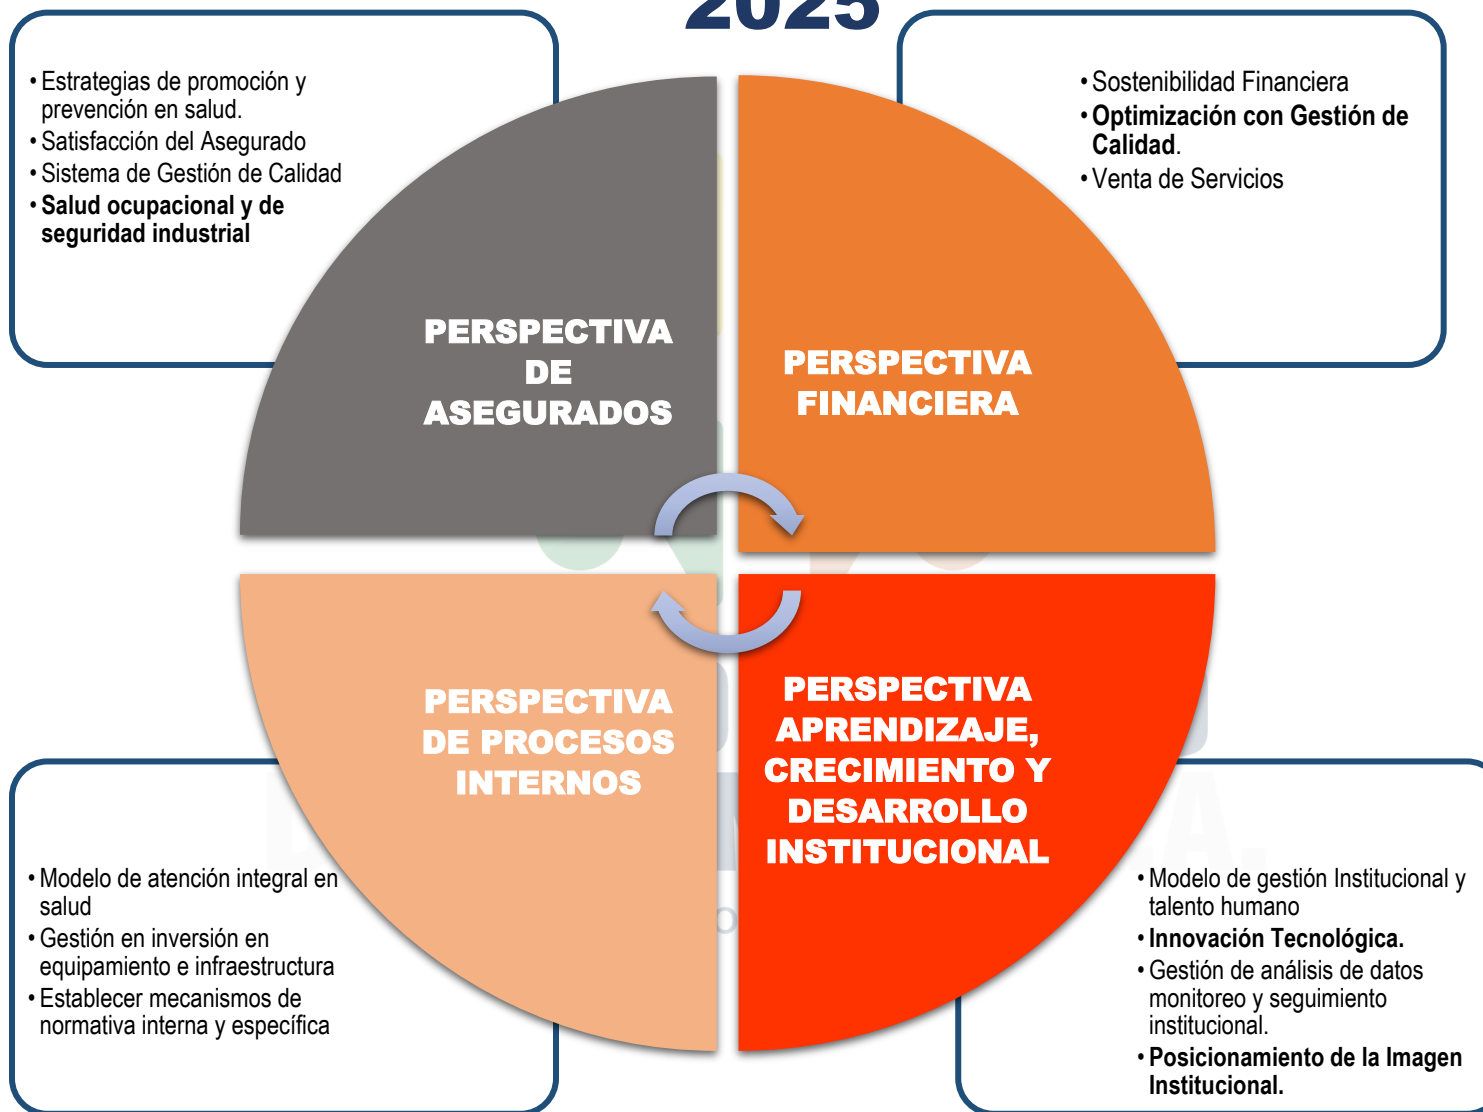 2025
• Estrategias de promoción y
prevención en salud.
• Satisfacción del Asegurado
• Sistema de Gestión de Calidad
• Salud ocupacional y de
seguridad industrial
• Sostenibilidad Financiera
• Optimización con Gestión de
Calidad.
• Venta de Servicios
PERSPECTIVA
DE
ASEGURADOS
PERSPECTIVA
FINANCIERA
PERSPECTIVA
DE PROCESOS
INTERNOS
PERSPECTIVA
APRENDIZAJE,
CRECIMIENTO Y
DESARROLLO
INSTITUCIONAL
• Modelo de atención integral en
salud
• Gestión en inversión en
equipamiento e infraestructura
• Establecer mecanismos de
normativa interna y específica
• Modelo de gestión Institucional y
talento humano
• Innovación Tecnológica.
• Gestión de análisis de datos
monitoreo y seguimiento
institucional.
• Posicionamiento de la Imagen
Institucional.